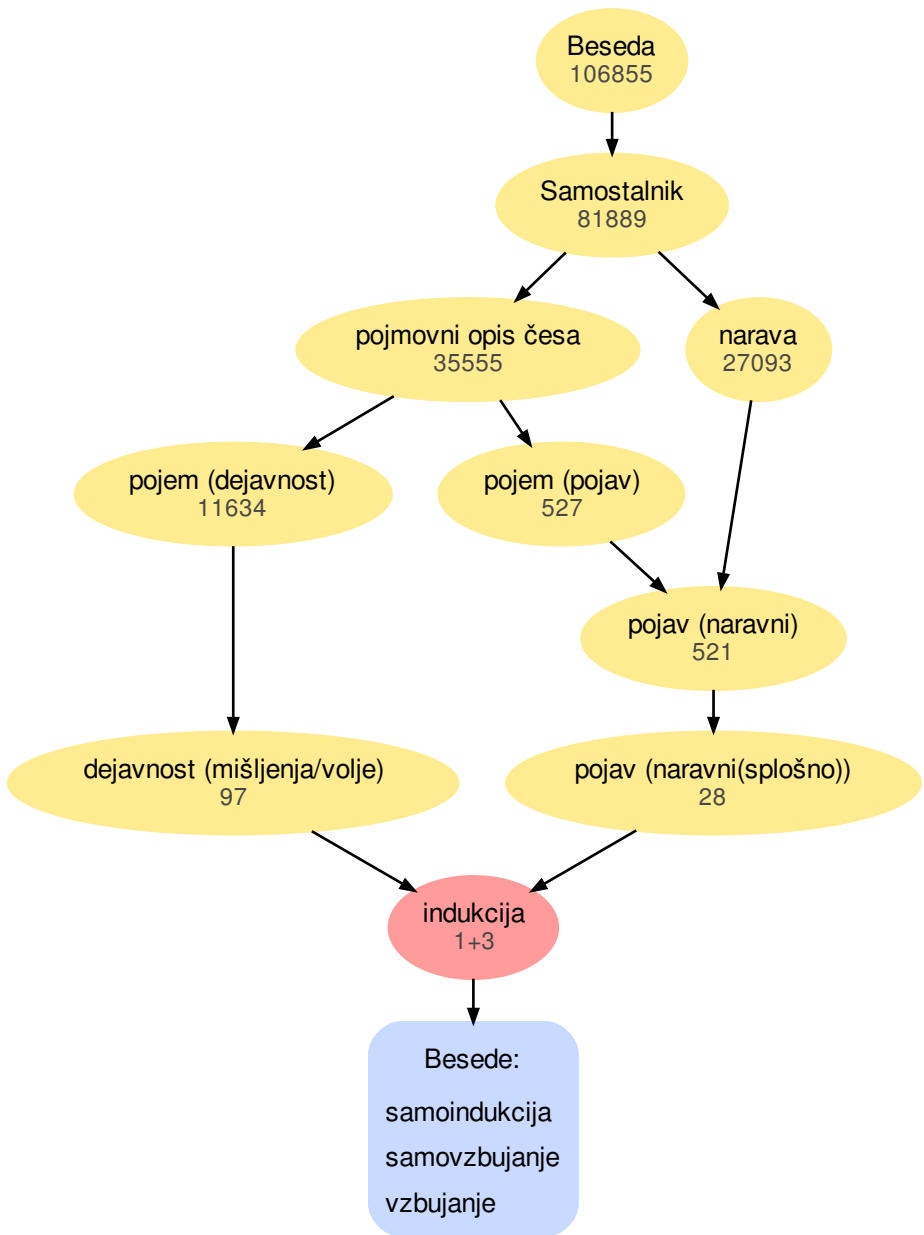 Beseda
106855
Samostalnik
81889
pojmovni opis česa
35555
narava
27093
pojem (dejavnost)
11634
pojem (pojav)
527
pojav (naravni)
521
dejavnost (mišljenja/volje)
97
pojav (naravni(splošno))
28
indukcija
1+3
Besede:
samoindukcija
samovzbujanje
vzbujanje